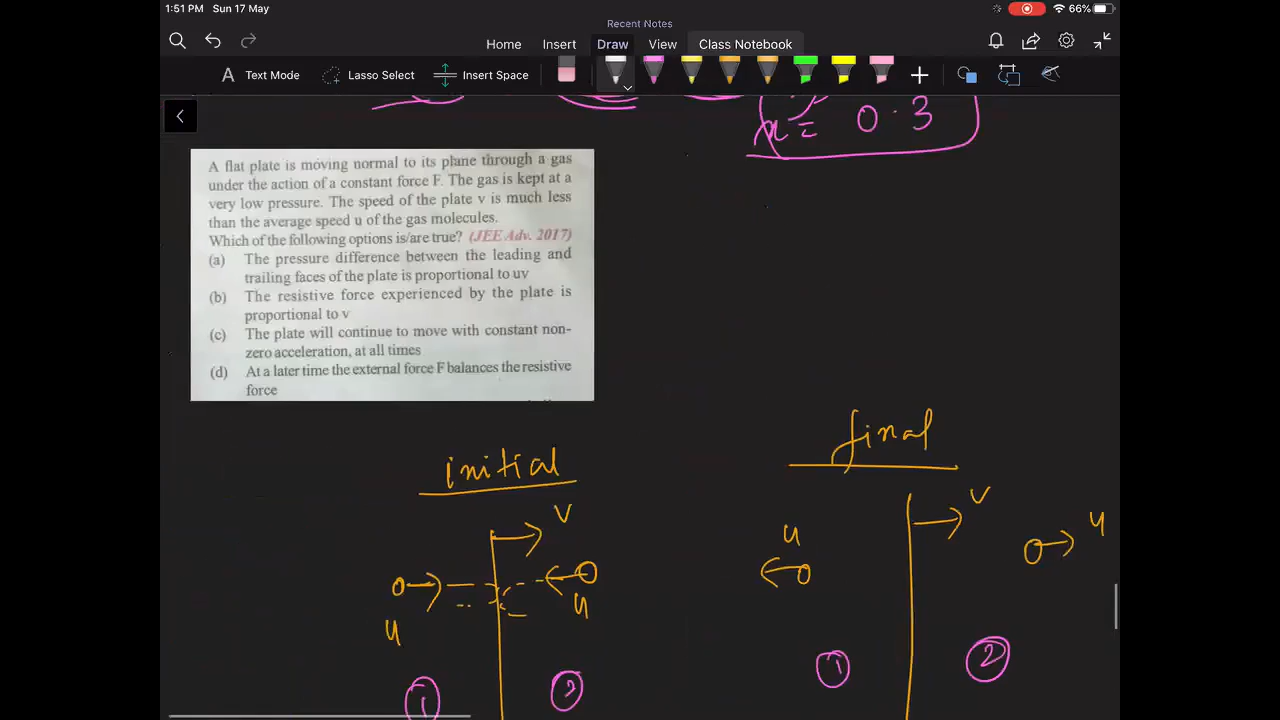 1:51 PM Sun 17 May
66%
Recent Notes
Home Insert Draw View Class Notebook
A Text Mode Lasso Select Insert Space
x = 0.3
A flat plate is moving normal to its plane through a gas
under the action of a constant force F. The gas is kept at a
very low pressure. The speed of the plate v is much less
than the average speed u of the gas molecules.
Which of the following options is/are true? (JEE Adv. 2017)
(a) The pressure difference between the leading and
trailing faces of the plate is proportional to uv
(b) The resistive force experienced by the plate is
proportional to v
(c) The plate will continue to move with constant non-
zero acceleration, at all times
(d) At a later time the external force F balances the resistive
force
initial
final
v
u
u
1
2
v
u
u
1
2